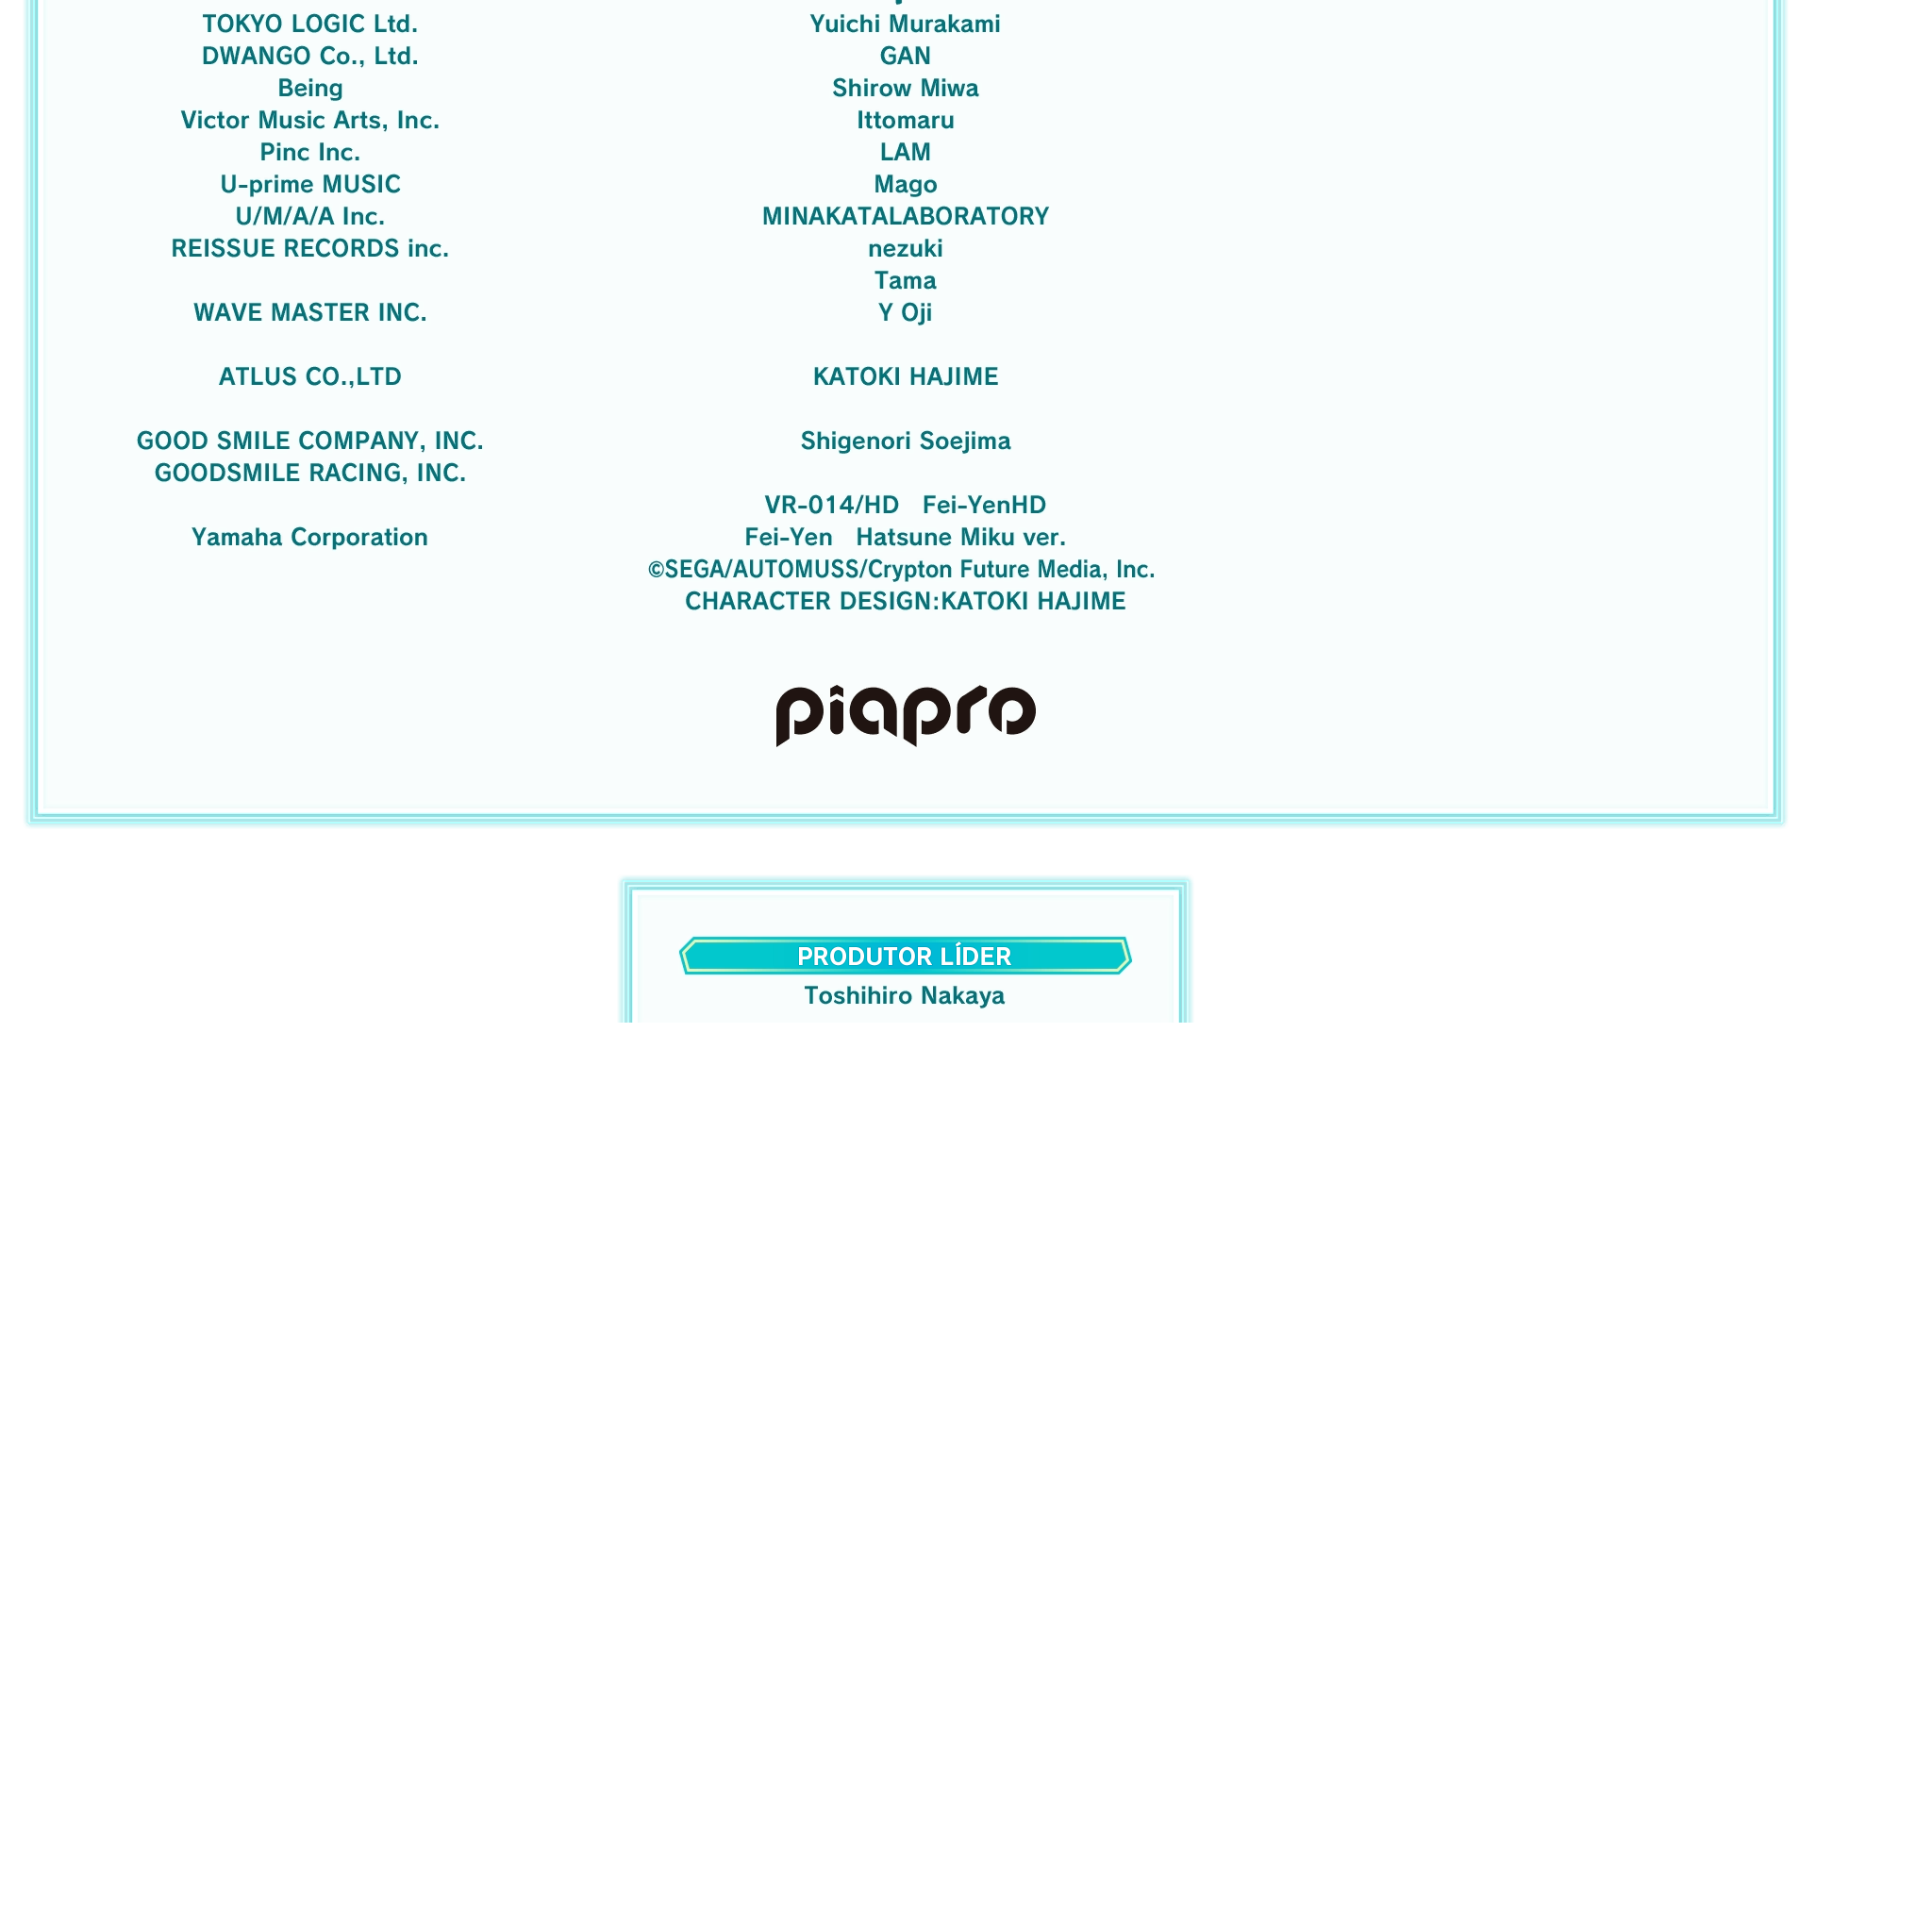 TOKYO LOGIC Ltd.
DWANGO Co., Ltd.
Being
Victor Music Arts, Inc.
Pinc Inc.
U-prime MUSIC
U/M/A/A Inc.
REISSUE RECORDS inc.
WAVE MASTER INC.
ATLUS CO.,LTD
GOOD SMILE COMPANY, INC.
GOODSMILE RACING, INC.
Yamaha Corporation
Yuichi Murakami
GAN
Shirow Miwa
Ittomaru
LAM
Mago
MINAKATALABORATORY
nezuki
Tama
Y Oji
KATOKI HAJIME
Shigenori Soejima
VR-014/HD Fei-YenHD
Fei-Yen Hatsune Miku ver.
©SEGA/AUTOMUSS/Crypton Future Media, Inc.
CHARACTER DESIGN:KATOKI HAJIME
piapro
PRODUTOR LÍDER
Toshihiro Nakaya